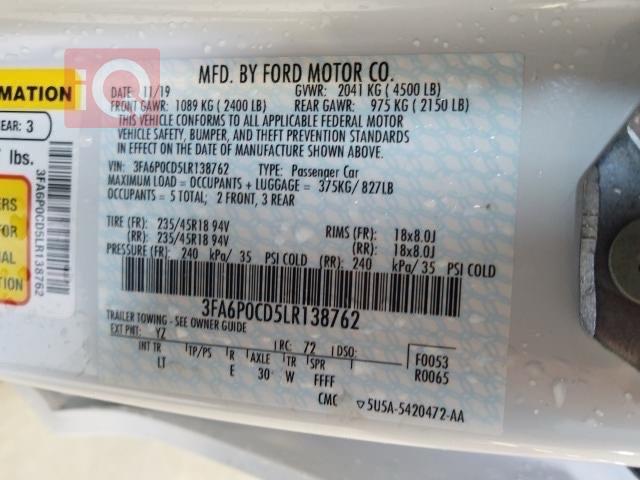 iQ
MFD. BY FORD MOTOR CO.
DATE: 11/19 GVWR: 2041 KG ( 4500 LB)
FRONT GAWR: 1089 KG ( 2400 LB) REAR GAWR: 975 KG ( 2150 LB)
THIS VEHICLE CONFORMS TO ALL APPLICABLE FEDERAL MOTOR
VEHICLE SAFETY, BUMPER, AND THEFT PREVENTION STANDARDS
IN EFFECT ON THE DATE OF MANUFACTURE SHOWN ABOVE.
VIN: 3FA6P0CD5LR138762 TYPE: Passenger Car
MAXIMUM LOAD = OCCUPANTS + LUGGAGE = 375KG/ 827LB
OCCUPANTS = 5 TOTAL; 2 FRONT, 3 REAR
TIRE (FR): 235/45R18 94V RIMS (FR): 18x8.0J
(RR): 235/45R18 94V (RR): 18x8.0J
PRESSURE (FR): 240 kPa/ 35 PSI COLD (RR): 240 kPa/ 35 PSI COLD
3FA6P0CD5LR138762
TRAILER TOWING - SEE OWNER GUIDE
EXT PNT: YZ RC: 72 DSO: F0053
INT TR TP/PS R AXLE TR SPR R0065
LT E 30 W FFFF
CMC ▽5U5A-5420472-AA
MATION
EAR: 3
lbs.
ERS
FOR
AL
TION
3FA6P0CD5LR138762